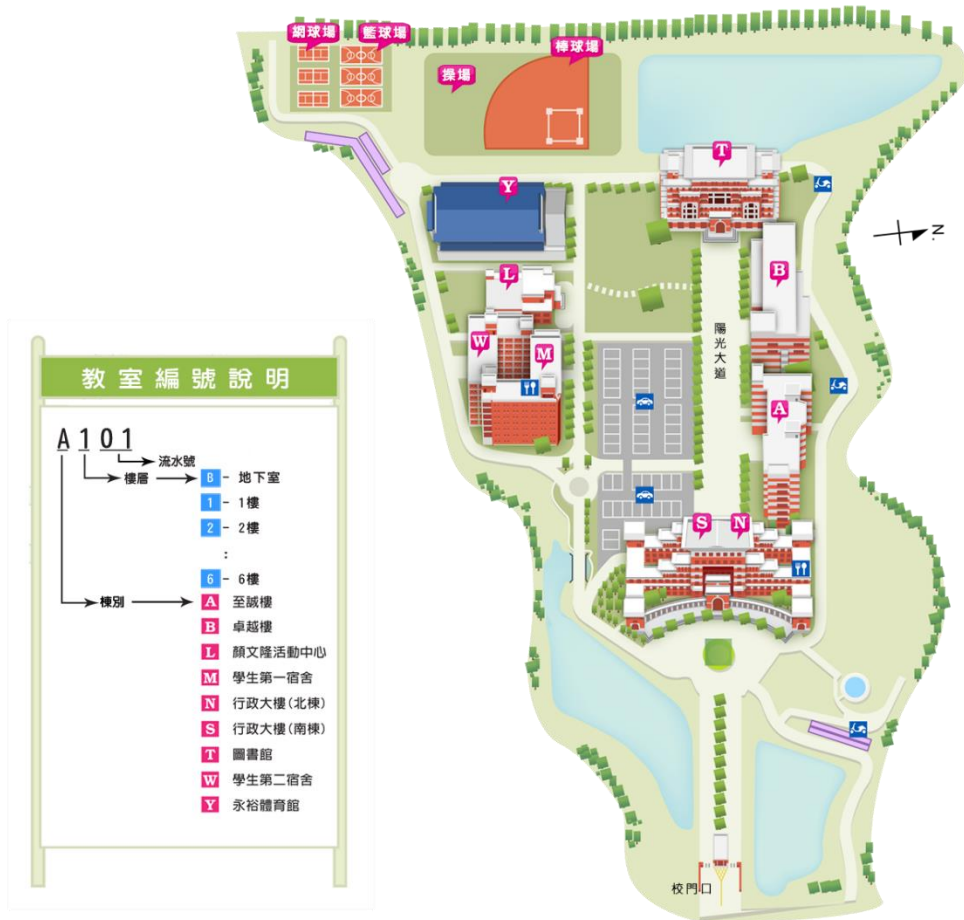 網球場
籃球場
操場
棒球場
T
Y
N.
B
L
W
M
陽光大道
A
S
N
校門口
教室編號說明
A101
流水號
樓層
B - 地下室
1 - 1樓
2 - 2樓
:
6 - 6樓
棟別
A 至誠樓
B 卓越樓
L 顏文隆活動中心
M 學生第一宿舍
N 行政大樓(北棟)
S 行政大樓(南棟)
T 圖書館
W 學生第二宿舍
Y 永裕體育館